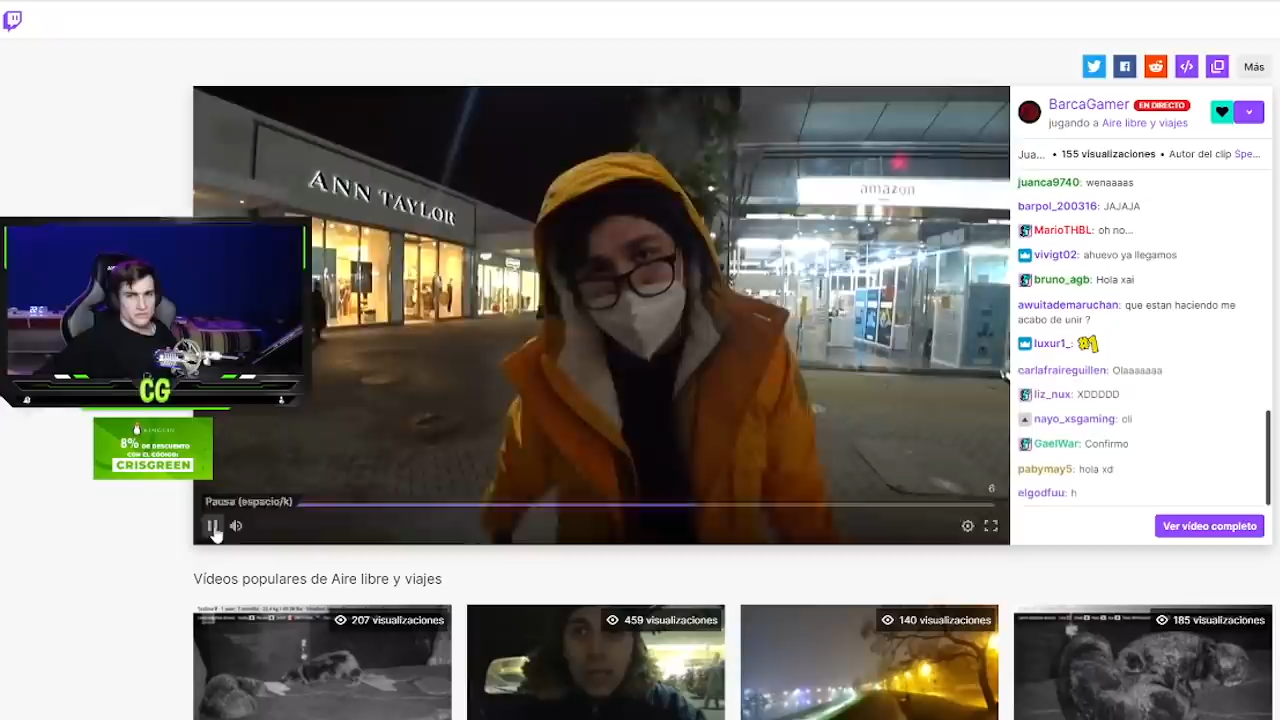 Más
BarcaGamer EN DIRECTO
jugando a Aire libre y viajes
Jua... • 155 visualizaciones • Autor del clip Spe...
juanca9740: wenaaaas
barpol_200316: JAJAJA
MarioTHBL: oh no...
vivigt02: ahuevo ya llegamos
bruno_agb: Hola xai
awuitademaruchan: que estan haciendo me
acabo de unir ?
luxur1_: #1
carlafraireguillen: Olaaaaaaa
liz_nux: XDDDDD
nayo_xsgaming: oli
GaelWar: Confirmo
pabymay5: hola xd
elgodfuu: h
Ver vídeo completo
ANN TAYLOR
amazon
CG
KINGUIN
8% DE DESCUENTO
CON EL CÓDIGO:
CRISGREEN
Pausa (espacio/k)
6
Vídeos populares de Aire libre y viajes
207 visualizaciones
459 visualizaciones
140 visualizaciones
185 visualizaciones